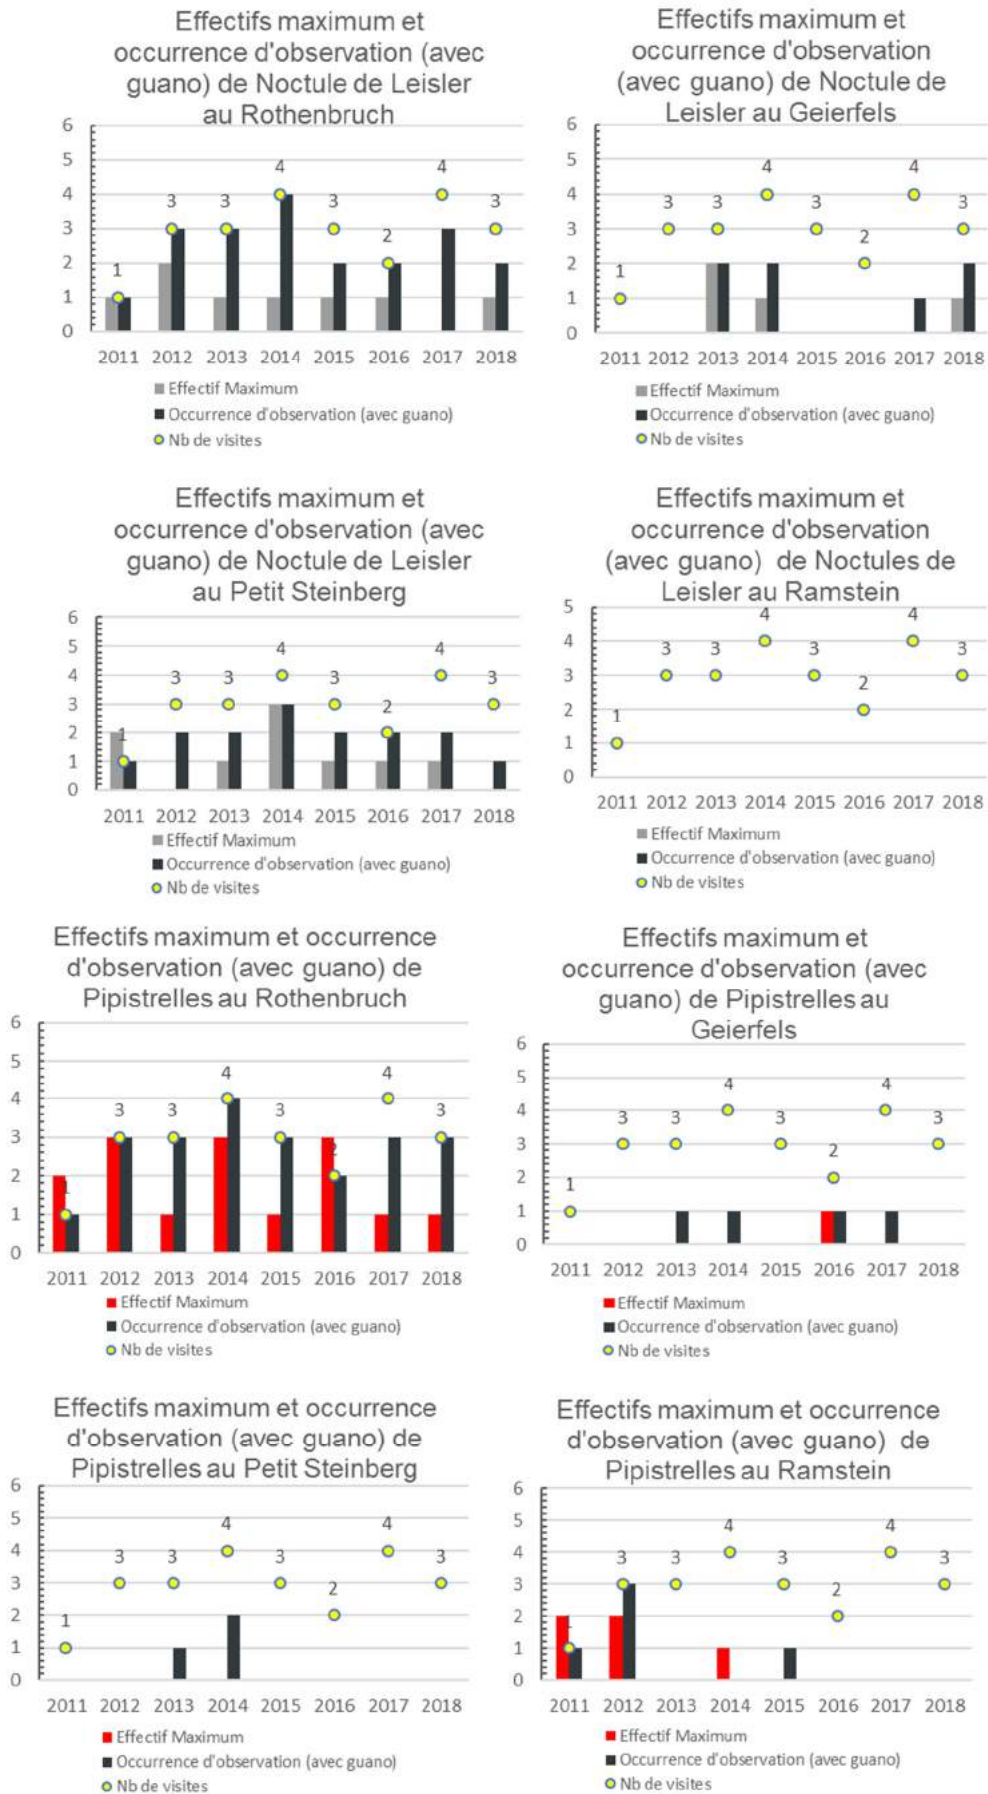 Effectifs maximum et
occurrence d'observation (avec
guano) de Noctule de Leisler
au Rothenbruch
6
5
4
3
2
1
0
1
3
3
4
3
2
4
3
2011 2012 2013 2014 2015 2016 2017 2018
Effectif Maximum
Occurrence d'observation (avec guano)
Nb de visites
Effectifs maximum et
occurrence d'observation
(avec guano) de Noctule de
Leisler au Geierfels
6
5
4
3
2
1
0
1
3
3
4
3
2
4
3
2011 2012 2013 2014 2015 2016 2017 2018
Effectif Maximum
Occurrence d'observation (avec guano)
Nb de visites
Effectifs maximum et
occurrence d'observation (avec
guano) de Noctule de Leisler
au Petit Steinberg
6
5
4
3
2
1
0
1
3
3
4
3
2
4
3
2011 2012 2013 2014 2015 2016 2017 2018
Effectif Maximum
Occurrence d'observation (avec guano)
Nb de visites
Effectifs maximum et
occurrence d'observation
(avec guano) de Noctules de
Leisler au Ramstein
5
4
3
2
1
0
1
3
3
4
3
2
4
3
2011 2012 2013 2014 2015 2016 2017 2018
Effectif Maximum
Occurrence d'observation (avec guano)
Nb de visites
Effectifs maximum et occurrence
d'observation (avec guano) de
Pipistrelles au Rothenbruch
6
5
4
3
2
1
0
1
3
3
4
3
2
4
3
2011 2012 2013 2014 2015 2016 2017 2018
Effectif Maximum
Occurrence d'observation (avec guano)
Nb de visites
Effectifs maximum et
occurrence d'observation (avec
guano) de Pipistrelles au
Geierfels
6
5
4
3
2
1
0
1
3
3
4
3
2
4
3
2011 2012 2013 2014 2015 2016 2017 2018
Effectif Maximum
Occurrence d'observation (avec guano)
Nb de visites
Effectifs maximum et occurrence
d'observation (avec guano) de
Pipistrelles au Petit Steinberg
6
5
4
3
2
1
0
1
3
3
4
3
2
4
3
2011 2012 2013 2014 2015 2016 2017 2018
Effectif Maximum
Occurrence d'observation (avec guano)
Nb de visites
Effectifs maximum et occurrence
d'observation (avec guano) de
Pipistrelles au Ramstein
6
5
4
3
2
1
0
1
3
3
4
3
2
4
3
2011 2012 2013 2014 2015 2016 2017 2018
Effectif Maximum
Occurrence d'observation (avec guano)
Nb de visites